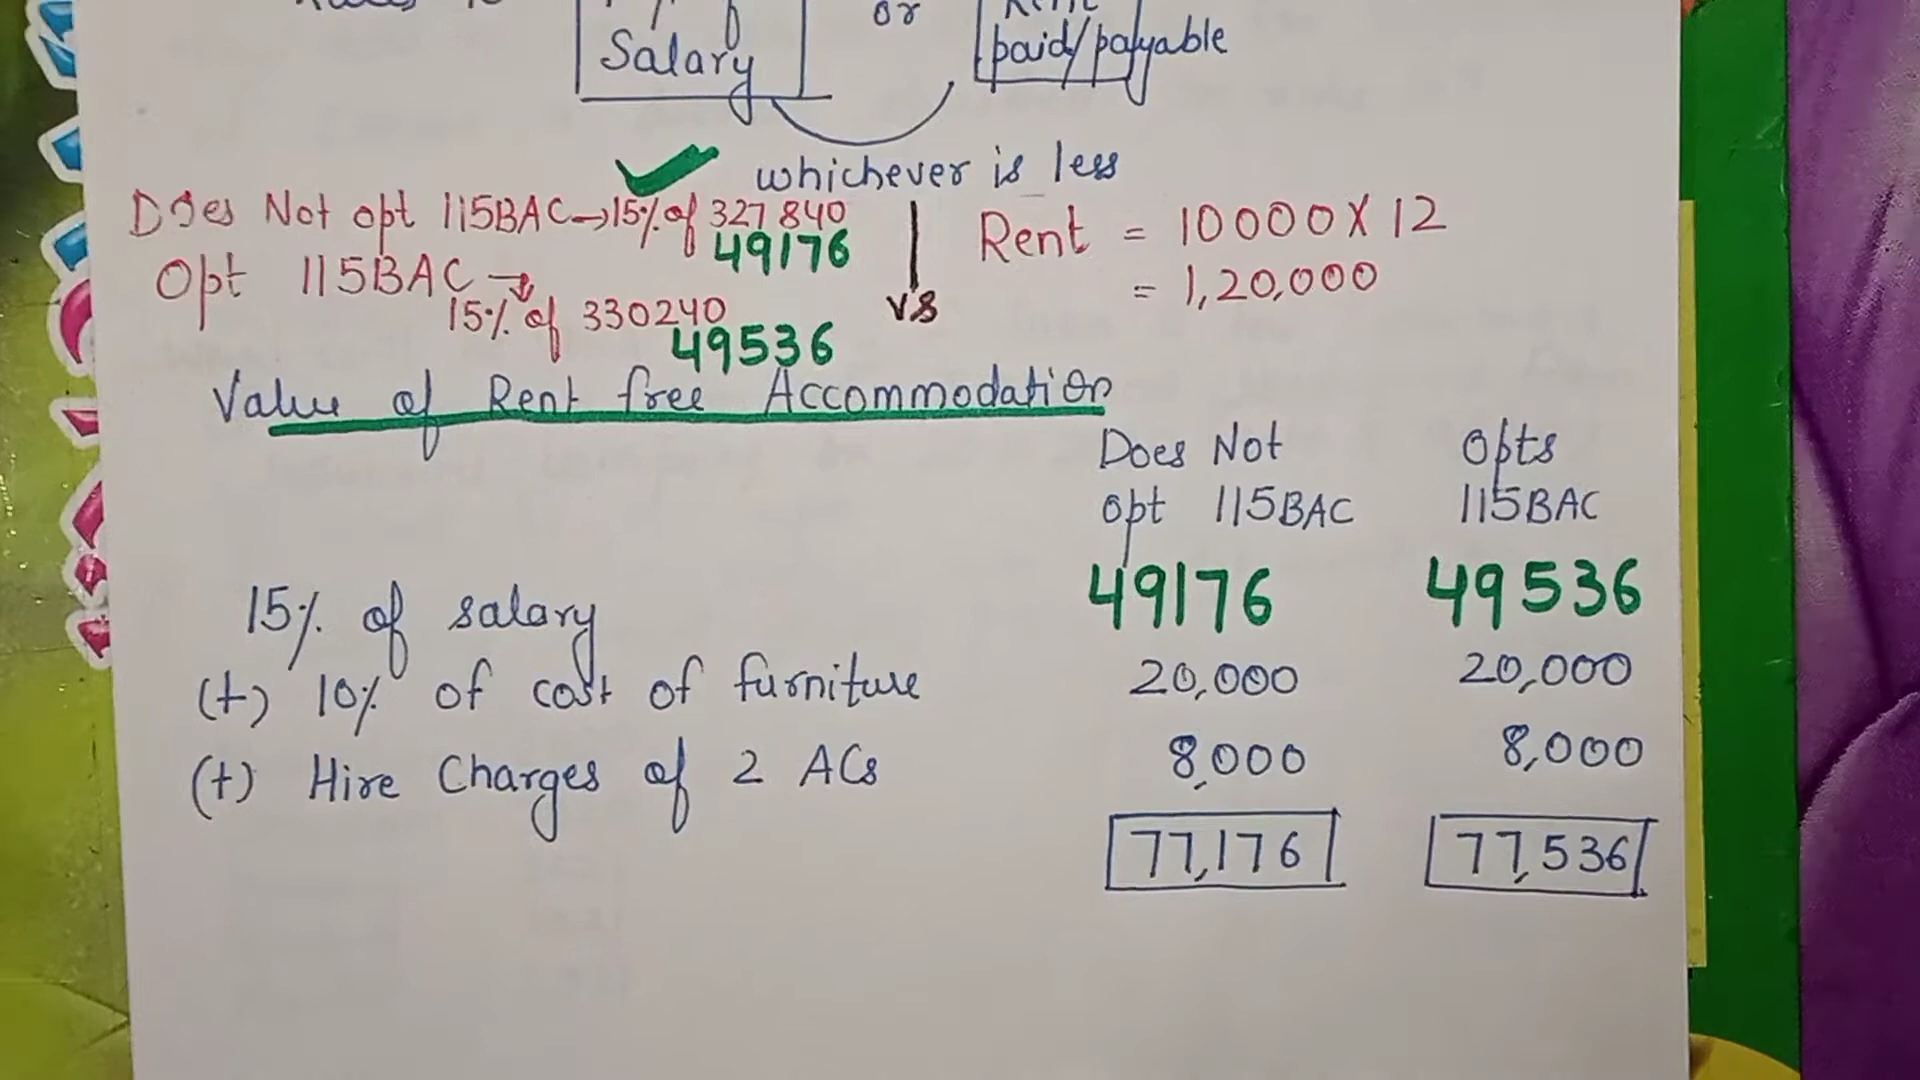 or
Salary
paid/payable
whichever is less
Does Not opt 115BAC→15% of 327840
49176
Opt 115BAC →
15% of 330240
49536
vs
Rent = 10000X12
= 1,20,000
Value of Rent free Accommodation
Does Not Opts
opt 115BAC 115BAC
15% of salary 49176 49536
(+) 10% of cost of furniture 20,000 20,000
(+) Hire Charges of 2 ACs 8,000 8,000
77,176 77,536